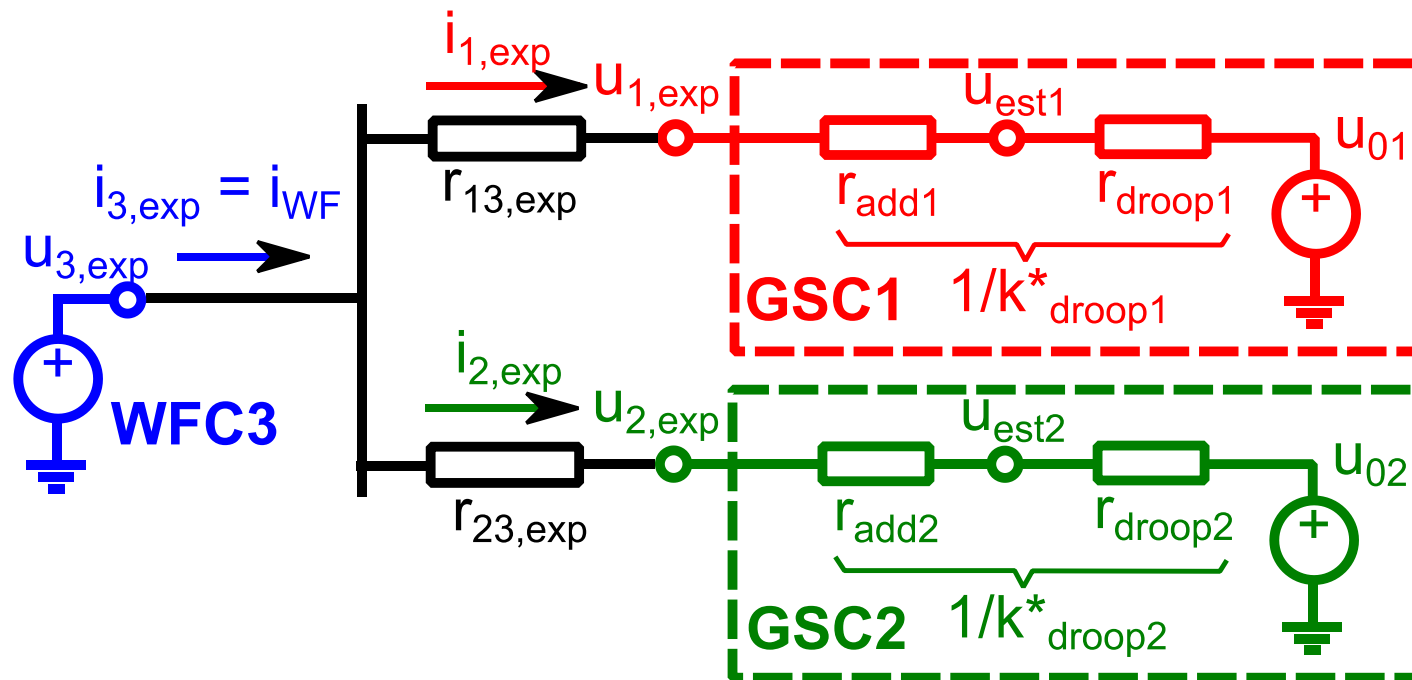 i1,exp
u1,exp
uest1
u01
r13,exp
radd1
rdroop1
i3,exp = iWF
u3,exp
GSC1
1/k*droop1
WFC3
i2,exp
u2,exp
uest2
u02
r23,exp
radd2
rdroop2
GSC2
1/k*droop2